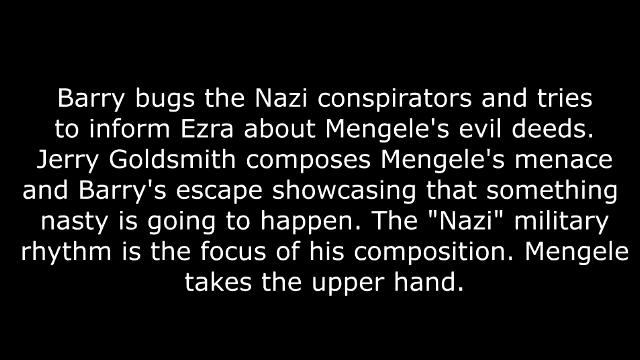 Barry bugs the Nazi conspirators and tries
to inform Ezra about Mengele's evil deeds.
Jerry Goldsmith composes Mengele's menace
and Barry's escape showcasing that something
nasty is going to happen. The "Nazi" military
rhythm is the focus of his composition. Mengele
takes the upper hand.